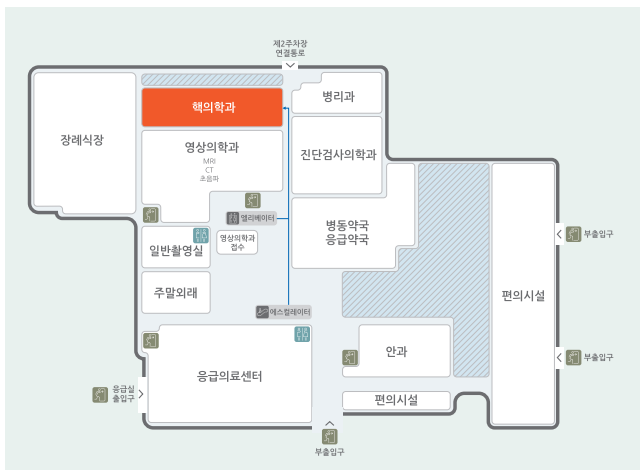 제2주차장
연결통로
핵의학과
병리과
장례식장
영상의학과
MRI
CT
초음파
진단검사의학과
엘리베이터
병동약국
응급약국
일반촬영실
영상의학과
접수
부출입구
주말외래
편의시설
에스컬레이터
안과
부출입구
응급의료센터
응급실
출입구
편의시설
부출입구